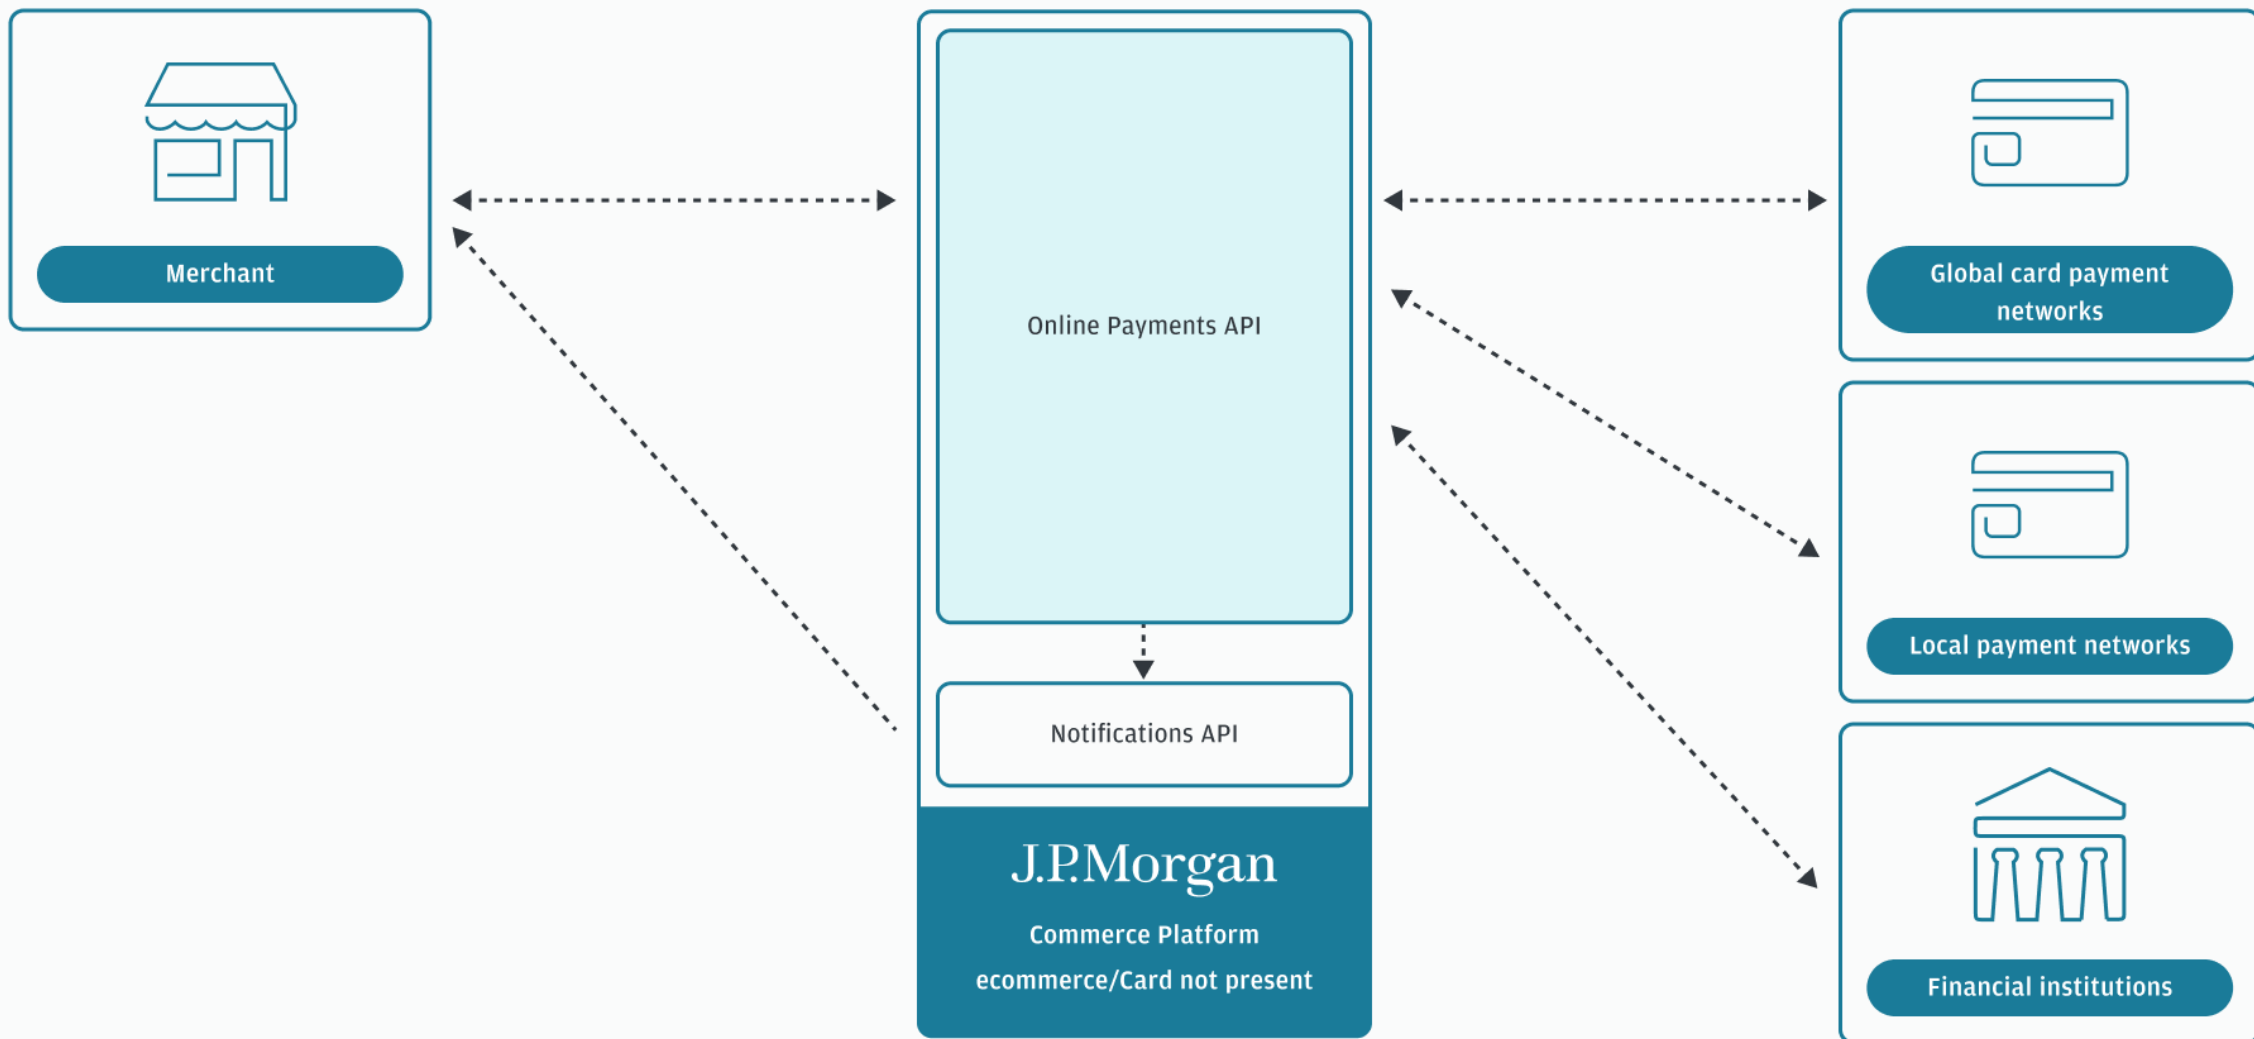 Merchant
Online Payments API
Notifications API
J.P.Morgan
Commerce Platform
ecommerce/Card not present
Global card payment
networks
Local payment networks
Financial institutions